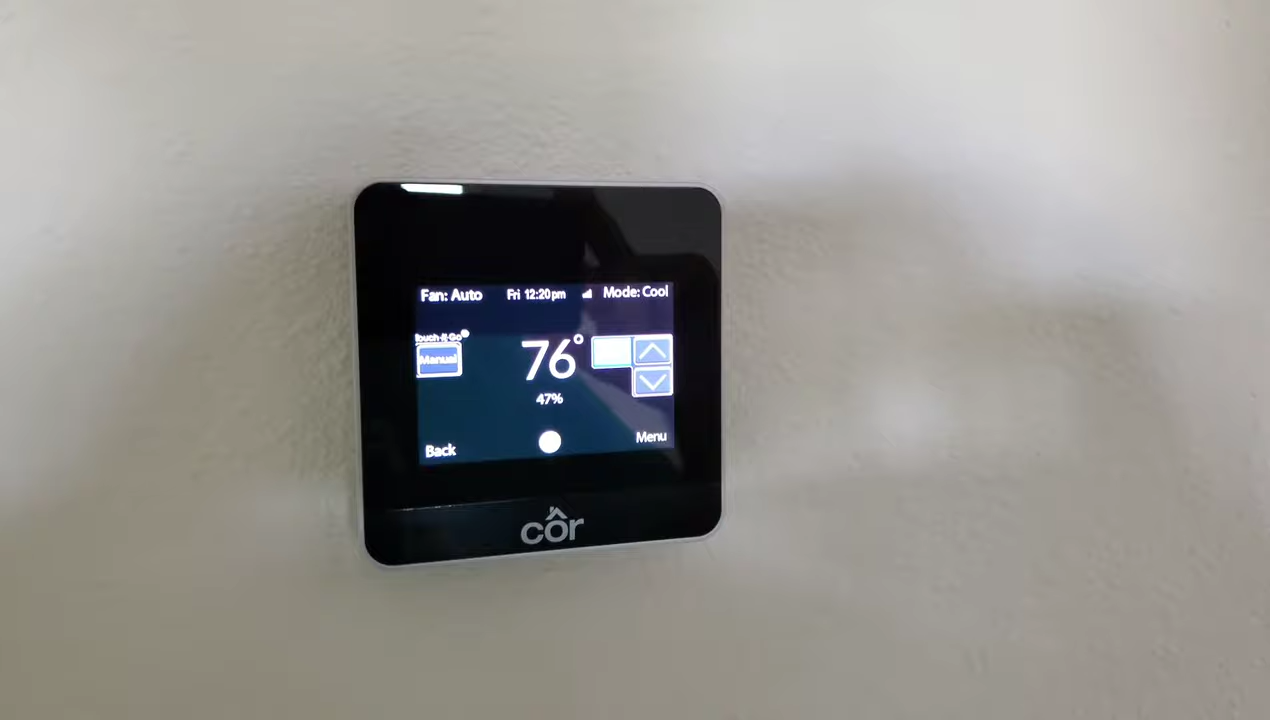 Fan: Auto Fri 12:20pm Mode: Cool
Touch-N-Go
Manual
76°
47%
Back Menu
côr